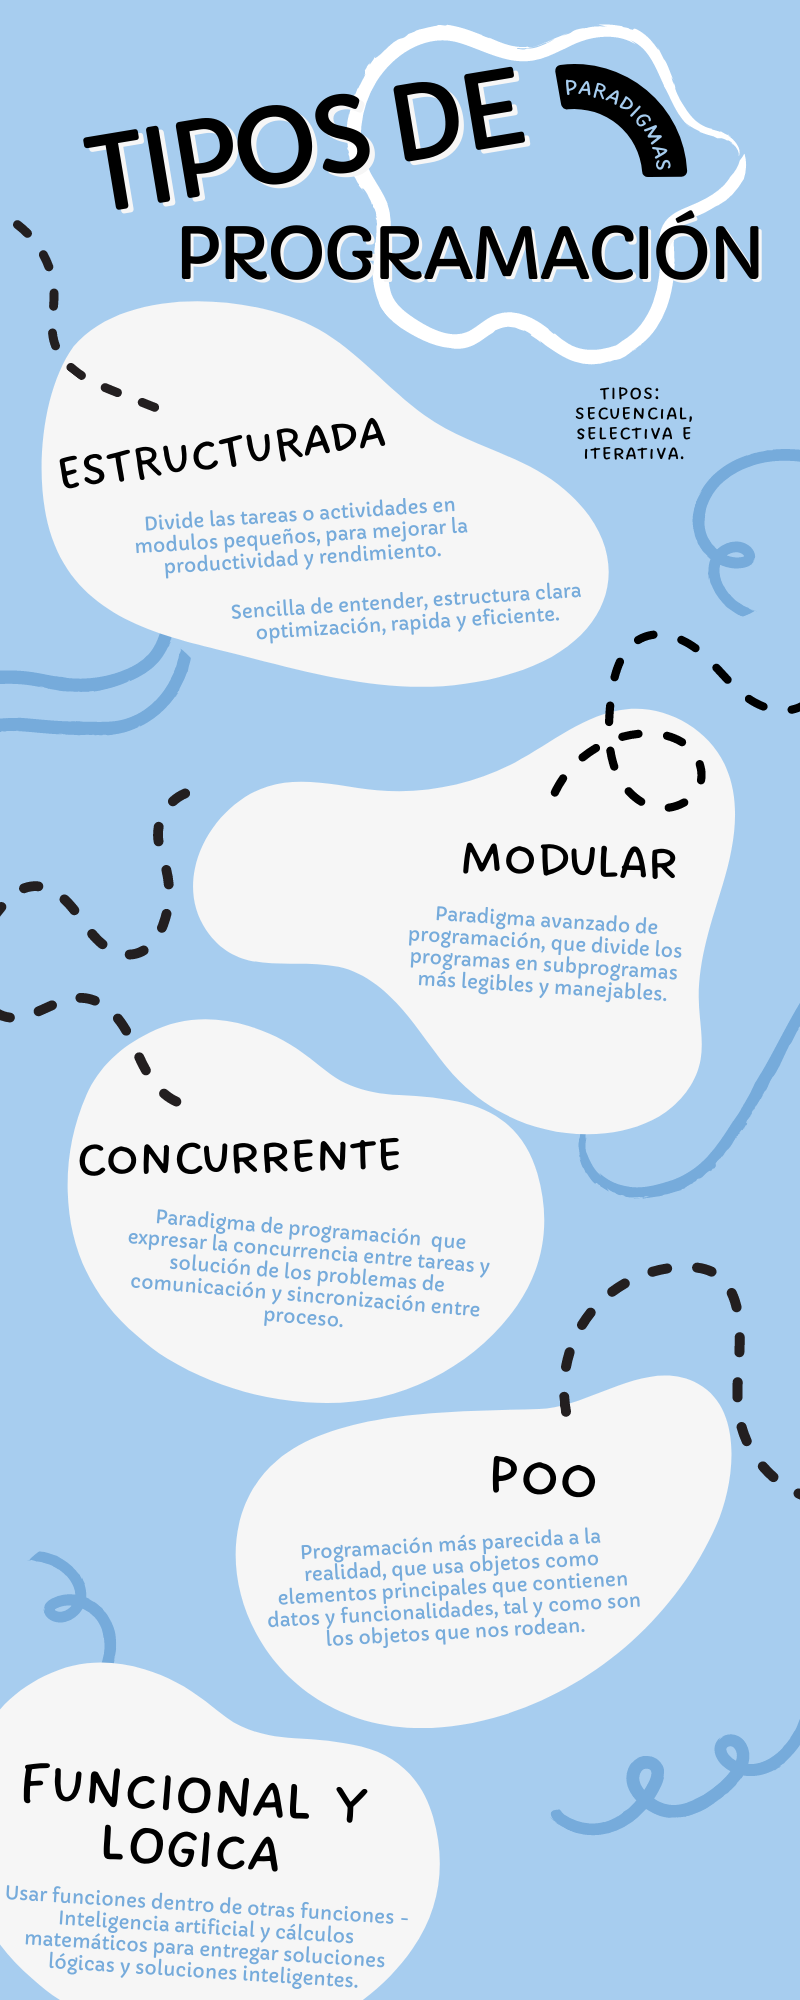 TIPOS DE
PARADIGMAS
PROGRAMACIÓN
TIPOS:
SECUENCIAL,
SELECTIVA E
ITERATIVA.
ESTRUCTURADA
Divide las tareas o actividades en
modulos pequeños, para mejorar la
productividad y rendimiento.
Sencilla de entender, estructura clara
optimización, rapida y eficiente.
MODULAR
Paradigma avanzado de
programación, que divide los
programas en subprogramas
más legibles y manejables.
CONCURRENTE
Paradigma de programación que
expresar la concurrencia entre tareas y
solución de los problemas de
comunicación y sincronización entre
proceso.
POO
Programación más parecida a la
realidad, que usa objetos como
elementos principales que contienen
datos y funcionalidades, tal y como son
los objetos que nos rodean.
FUNCIONAL Y
LOGICA
Usar funciones dentro de otras funciones -
Inteligencia artificial y cálculos
matemáticos para entregar soluciones
lógicas y soluciones inteligentes.